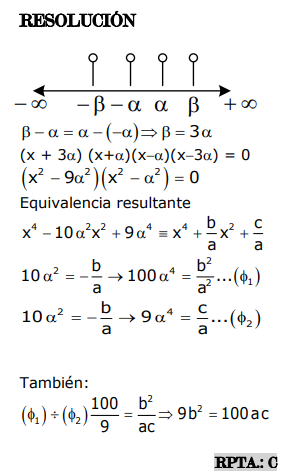 RESOLUCIÓN
−∞ −β −α α β +∞
β − α = α − (−α) ⇒ β = 3α
(x + 3α) (x+α)(x−α)(x−3α) = 0
(x² − 9α²)(x² − α²) = 0
Equivalencia resultante
x⁴ − 10α²x² + 9α⁴ ≡ x⁴ + b/a x² + c/a
10α² = − b/a → 100α⁴ = b²/a² ...(ϕ₁)
10α² = − b/a → 9α⁴ = c/a ...(ϕ₂)
También:
(ϕ₁) ÷ (ϕ₂) 100/9 = b²/ac ⇒ 9b² = 100ac
RPTA.: C